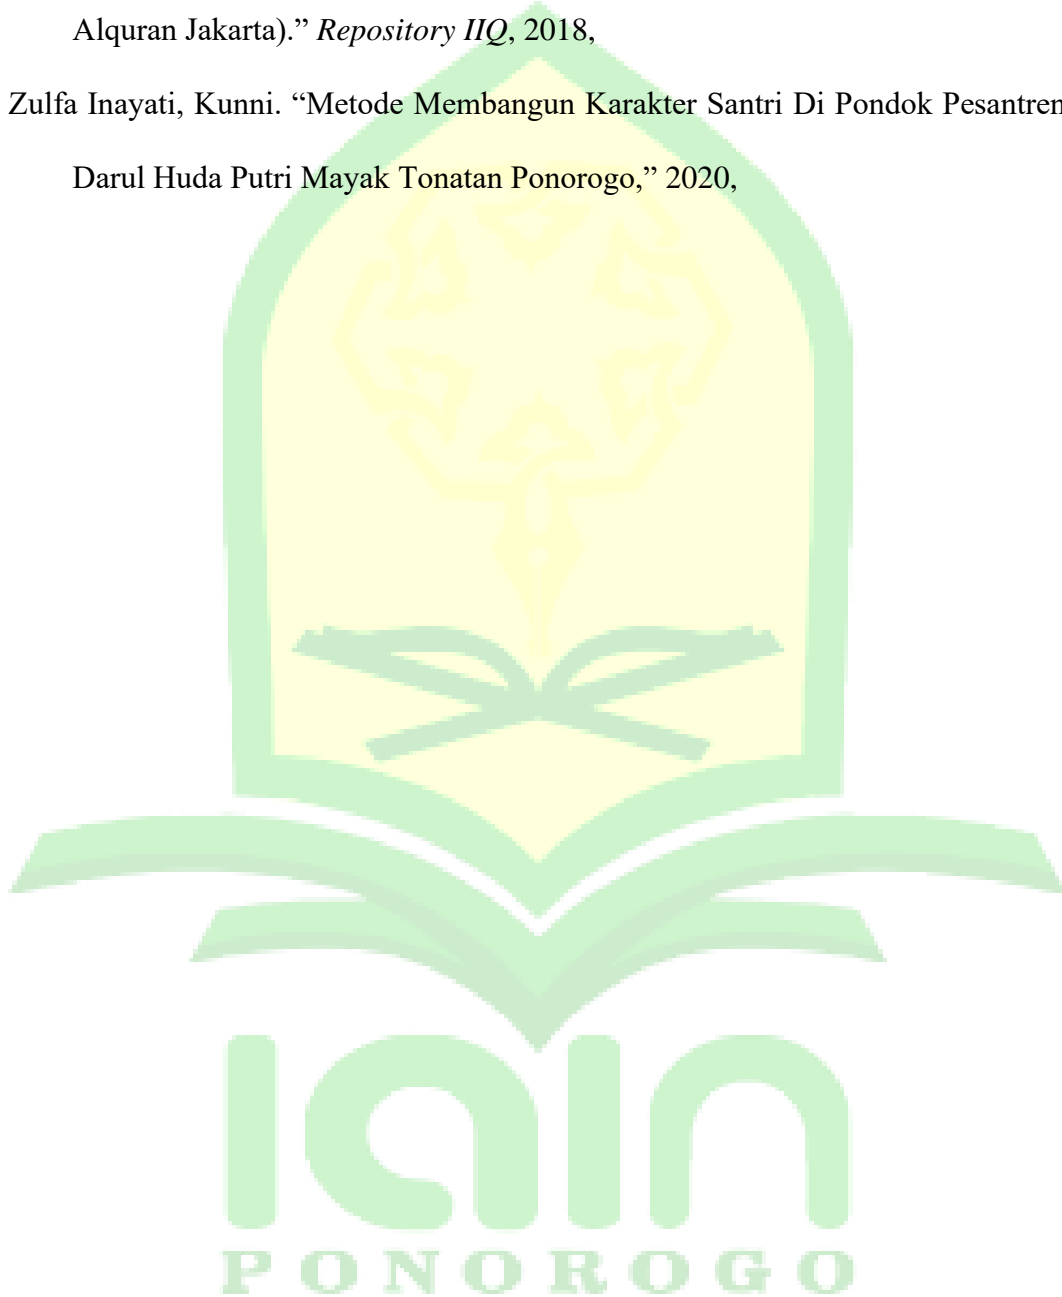 Alquran Jakarta).” Repository IIQ, 2018,
Zulfa Inayati, Kunni. “Metode Membangun Karakter Santri Di Pondok Pesantren
Darul Huda Putri Mayak Tonatan Ponorogo,” 2020,
iain
PONOROGO